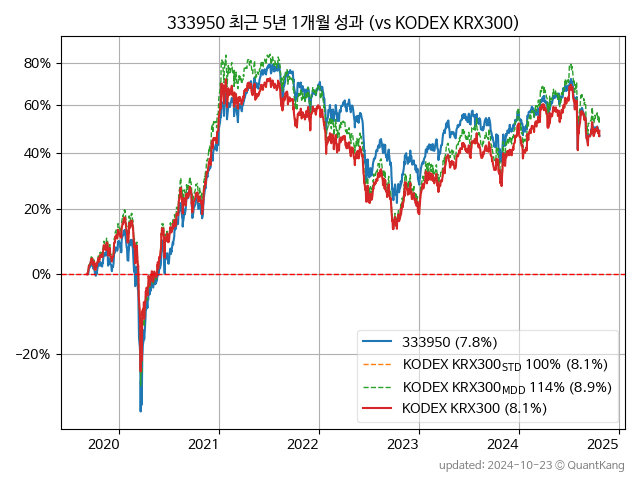 333950 최근 5년 1개월 성과 (vs KODEX KRX300)
80%
60%
40%
20%
0%
−20%
2020 2021 2022 2023 2024 2025
333950 (7.8%)
KODEX KRX300STD 100% (8.1%)
KODEX KRX300MDD 114% (8.9%)
KODEX KRX300 (8.1%)
updated: 2024-10-23 © QuantKang